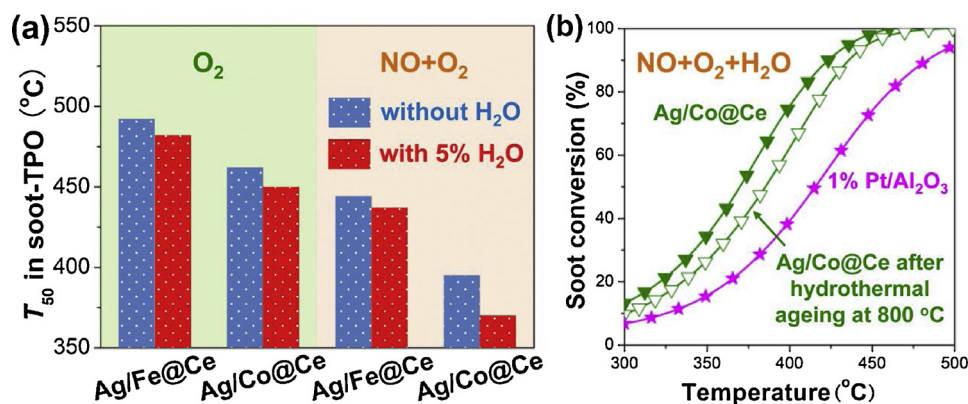 (a)
T50 in soot-TPO (°C)
550
500
450
400
350
O2
NO+O2
without H2O
with 5% H2O
Ag/Fe@Ce
Ag/Co@Ce
Ag/Fe@Ce
Ag/Co@Ce
(b)
Soot conversion (%)
100
80
60
40
20
0
NO+O2+H2O
Ag/Co@Ce
1% Pt/Al2O3
Ag/Co@Ce after
hydrothermal
ageing at 800 °C
300
350
400
450
500
Temperature(°C)